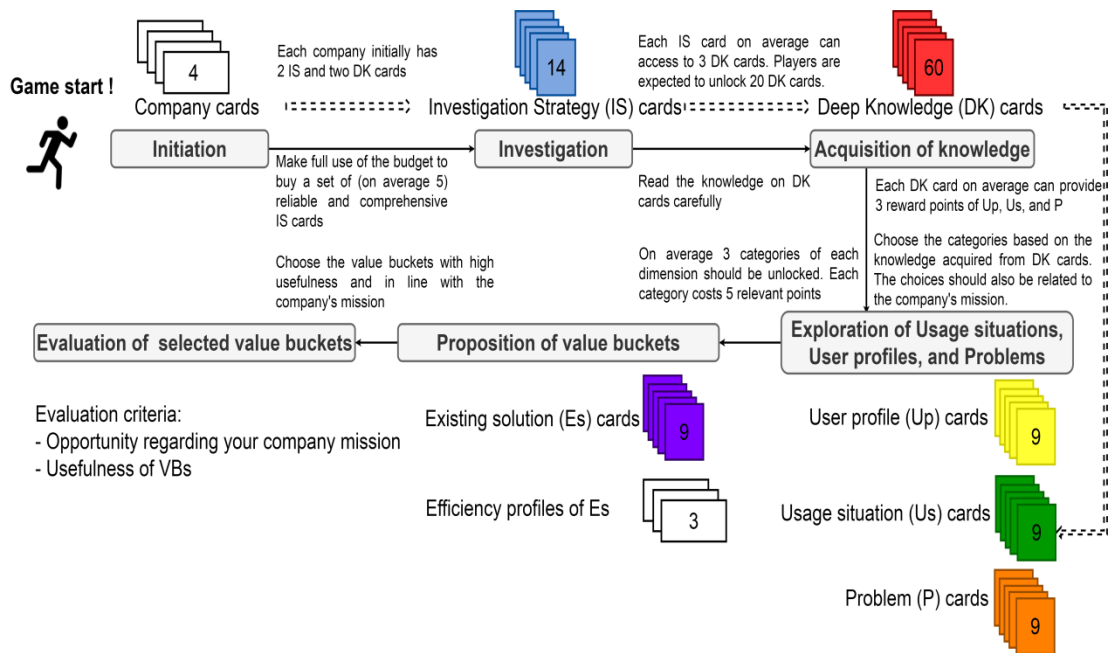 Game start !
4
Company cards
Each company initially has
2 IS and two DK cards
14
Investigation Strategy (IS) cards
Each IS card on average can
access to 3 DK cards. Players are
expected to unlock 20 DK cards.
60
Deep Knowledge (DK) cards
Initiation
Make full use of the budget to
buy a set of (on average 5)
reliable and comprehensive
IS cards
Investigation
Read the knowledge on DK
cards carefully
Acquisition of knowledge
Each DK card on average can provide
3 reward points of Up, Us, and P
Choose the categories based on the
knowledge acquired from DK cards.
The choices should also be related to
the company's mission.
On average 3 categories of each
dimension should be unlocked. Each
category costs 5 relevant points
Choose the value buckets with high
usefulness and in line with the
company's mission
Evaluation of selected value buckets
Proposition of value buckets
Exploration of Usage situations,
User profiles, and Problems
Evaluation criteria:
- Opportunity regarding your company mission
- Usefulness of VBs
Existing solution (Es) cards
9
Efficiency profiles of Es
3
User profile (Up) cards
9
Usage situation (Us) cards
9
Problem (P) cards
9